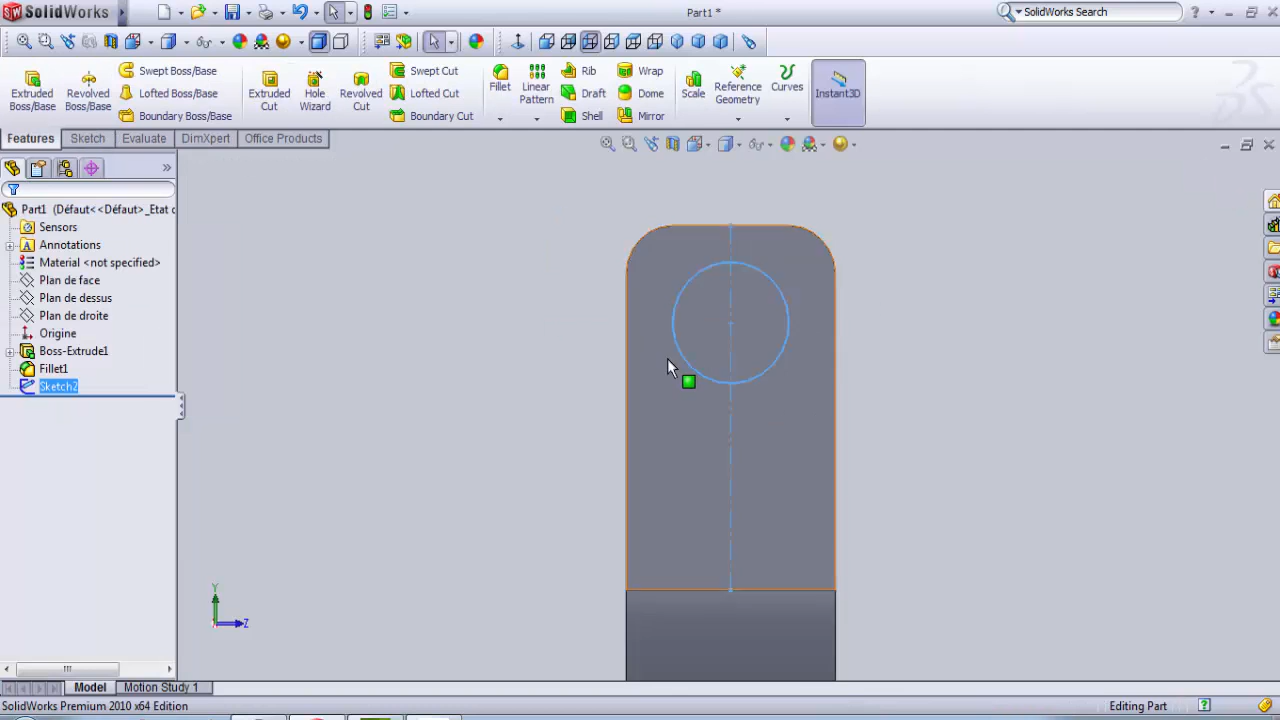 SolidWorks
Part1 *
SolidWorks Search
Extruded Boss/Base
Revolved Boss/Base
Swept Boss/Base
Lofted Boss/Base
Boundary Boss/Base
Extruded Cut
Hole Wizard
Revolved Cut
Swept Cut
Lofted Cut
Boundary Cut
Fillet
Linear Pattern
Rib
Draft
Shell
Wrap
Dome
Mirror
Scale
Reference Geometry
Curves
Instant3D
Features
Sketch
Evaluate
DimXpert
Office Products
Part1 (Défaut<<Défaut>_Etat d
Sensors
Annotations
Material <not specified>
Plan de face
Plan de dessus
Plan de droite
Origine
Boss-Extrude1
Fillet1
Sketch2
Y
Z
Model
Motion Study 1
SolidWorks Premium 2010 x64 Edition
Editing Part